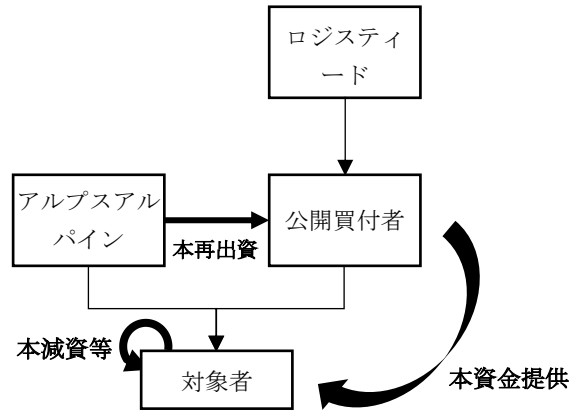 ロジスティ
ード
アルプスアル
パイン
本再出資
公開買付者
本減資等
対象者
本資金提供